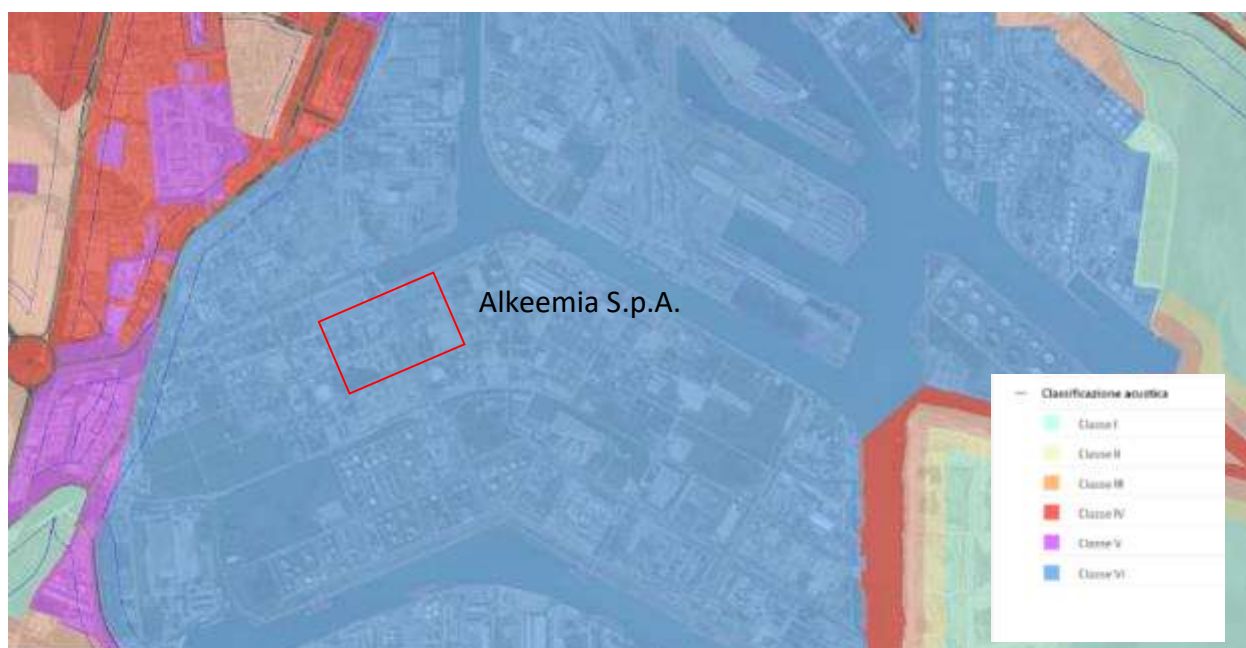 Alkeemia S.p.A.
Classificazione acustica
Classe I
Classe II
Classe III
Classe IV
Classe V
Classe VI